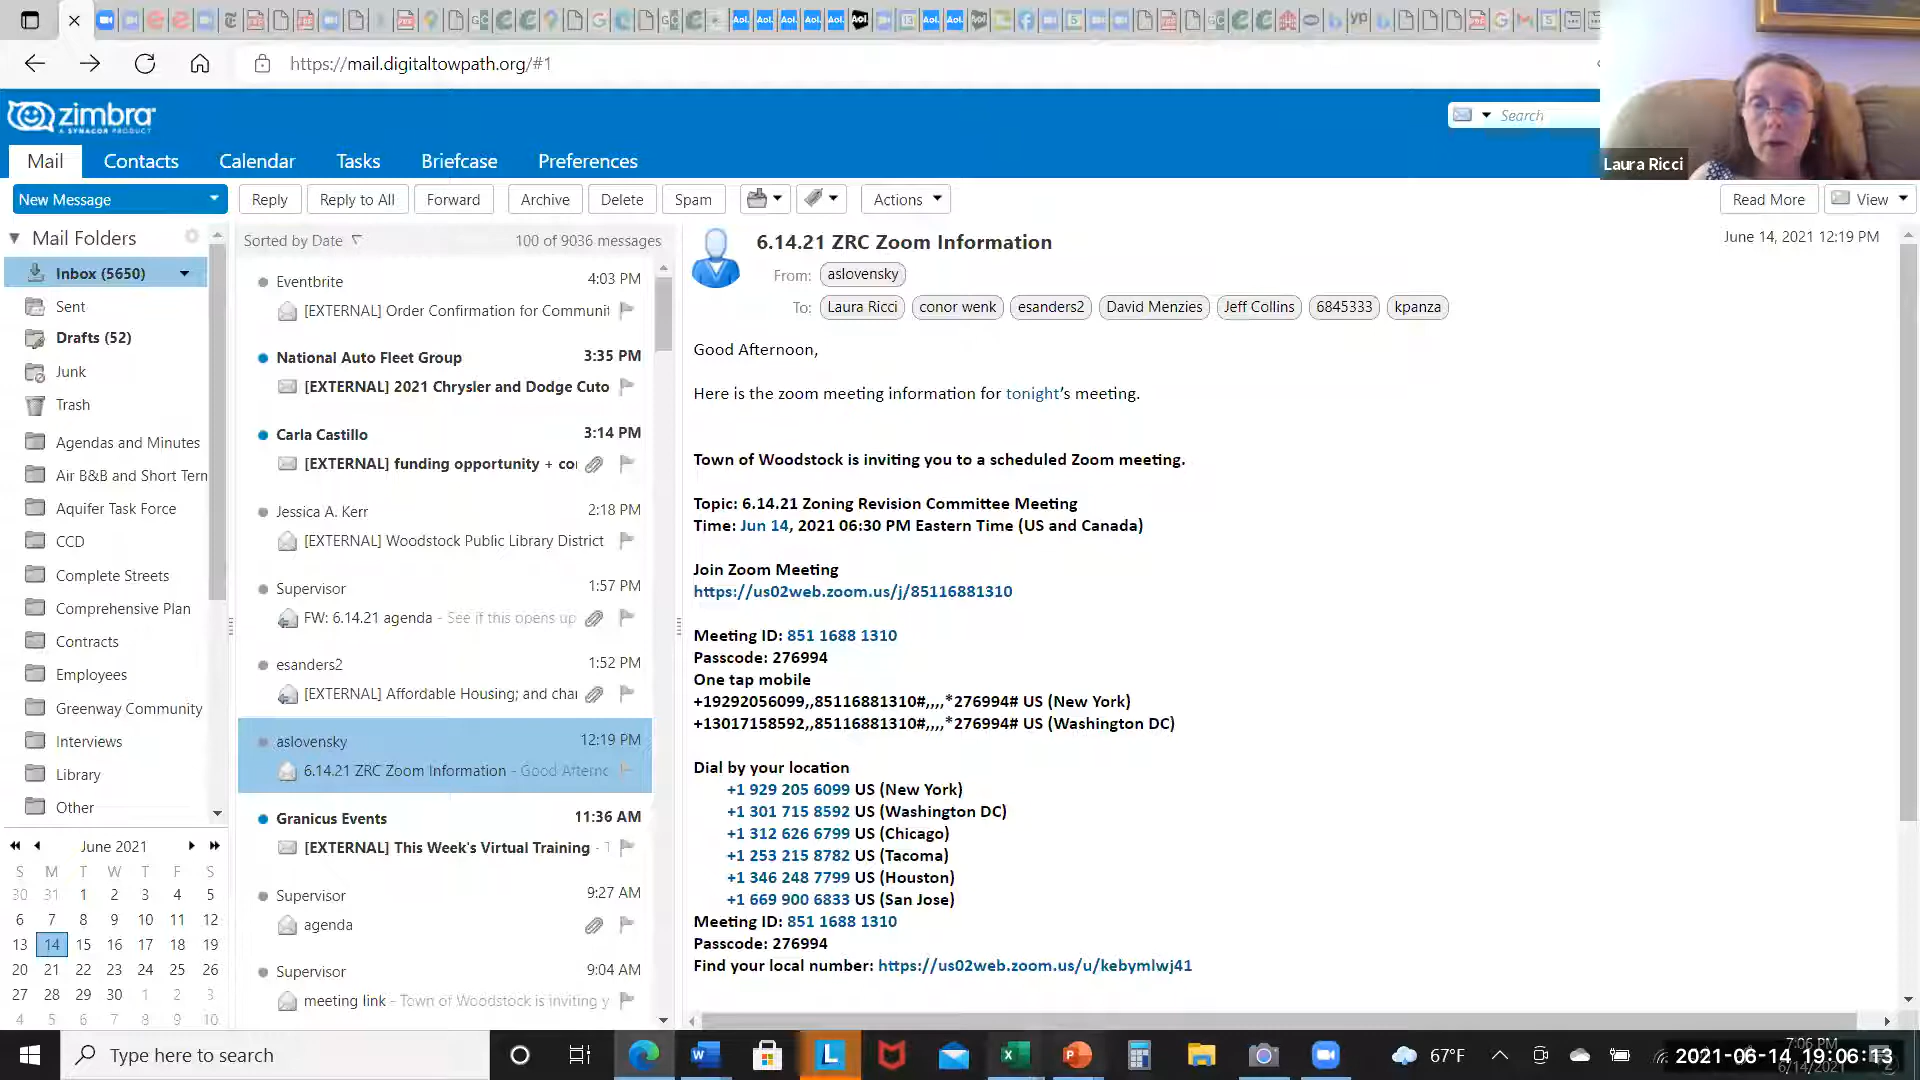 https://mail.digitaltowpath.org/#1
zimbra
A SYNACOR PRODUCT
Search
Laura Ricci
Mail Contacts Calendar Tasks Briefcase Preferences
New Message Reply Reply to All Forward Archive Delete Spam Actions Read More View
Mail Folders
Inbox (5650)
Sent
Drafts (52)
Junk
Trash
Agendas and Minutes
Air B&B and Short Tern
Aquifer Task Force
CCD
Complete Streets
Comprehensive Plan
Contracts
Employees
Greenway Community
Interviews
Library
Other
June 2021
S M T W T F S
30 31 1 2 3 4 5
6 7 8 9 10 11 12
13 14 15 16 17 18 19
20 21 22 23 24 25 26
27 28 29 30 1 2 3
4 5 6 7 8 9 10
Sorted by Date 100 of 9036 messages
Eventbrite 4:03 PM
[EXTERNAL] Order Confirmation for Communit
National Auto Fleet Group 3:35 PM
[EXTERNAL] 2021 Chrysler and Dodge Cuto
Carla Castillo 3:14 PM
[EXTERNAL] funding opportunity + co
Jessica A. Kerr 2:18 PM
[EXTERNAL] Woodstock Public Library District
Supervisor 1:57 PM
FW: 6.14.21 agenda - See if this opens up
esanders2 1:52 PM
[EXTERNAL] Affordable Housing; and cha
aslovensky 12:19 PM
6.14.21 ZRC Zoom Information - Good Afterno
Granicus Events 11:36 AM
[EXTERNAL] This Week's Virtual Training - T
Supervisor 9:27 AM
agenda
Supervisor 9:04 AM
meeting link - Town of Woodstock is inviting y
6.14.21 ZRC Zoom Information June 14, 2021 12:19 PM
From: aslovensky
To: Laura Ricci conor wenk esanders2 David Menzies Jeff Collins 6845333 kpanza
Good Afternoon,
Here is the zoom meeting information for tonight's meeting.
Town of Woodstock is inviting you to a scheduled Zoom meeting.
Topic: 6.14.21 Zoning Revision Committee Meeting
Time: Jun 14, 2021 06:30 PM Eastern Time (US and Canada)
Join Zoom Meeting
https://us02web.zoom.us/j/85116881310
Meeting ID: 851 1688 1310
Passcode: 276994
One tap mobile
+19292056099,,85116881310#,,,,*276994# US (New York)
+13017158592,,85116881310#,,,,*276994# US (Washington DC)
Dial by your location
+1 929 205 6099 US (New York)
+1 301 715 8592 US (Washington DC)
+1 312 626 6799 US (Chicago)
+1 253 215 8782 US (Tacoma)
+1 346 248 7799 US (Houston)
+1 669 900 6833 US (San Jose)
Meeting ID: 851 1688 1310
Passcode: 276994
Find your local number: https://us02web.zoom.us/u/kebymlwj41
Type here to search
67°F
7:06 PM
2021-06-14 19:06:13
6/14/2021